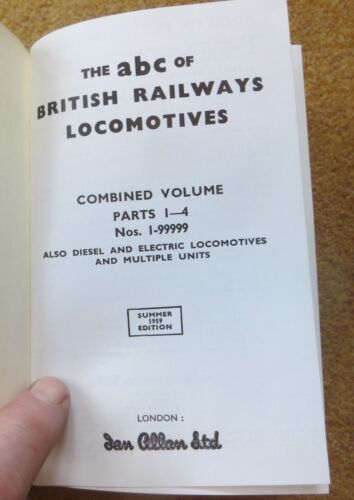 THE abc OF
BRITISH RAILWAYS
LOCOMOTIVES
COMBINED VOLUME
PARTS 1—4
Nos. 1-99999
ALSO DIESEL AND ELECTRIC LOCOMOTIVES
AND MULTIPLE UNITS
SUMMER
1959
EDITION
LONDON :
Ian Allan Ltd